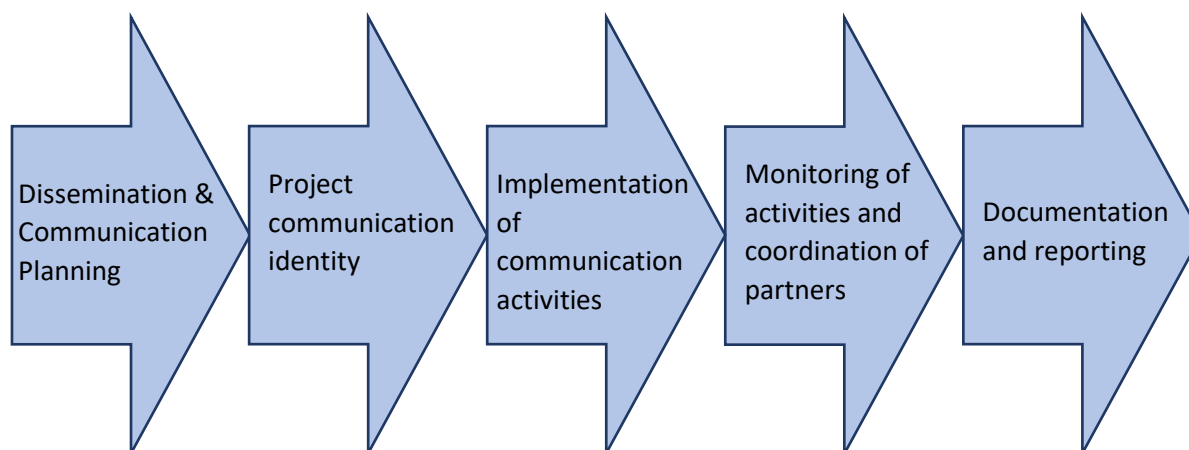 Dissemination &
Communication
Planning
Project
communication
identity
Implementation
of
communication
activities
Monitoring of
activities and
coordination of
partners
Documentation
and reporting